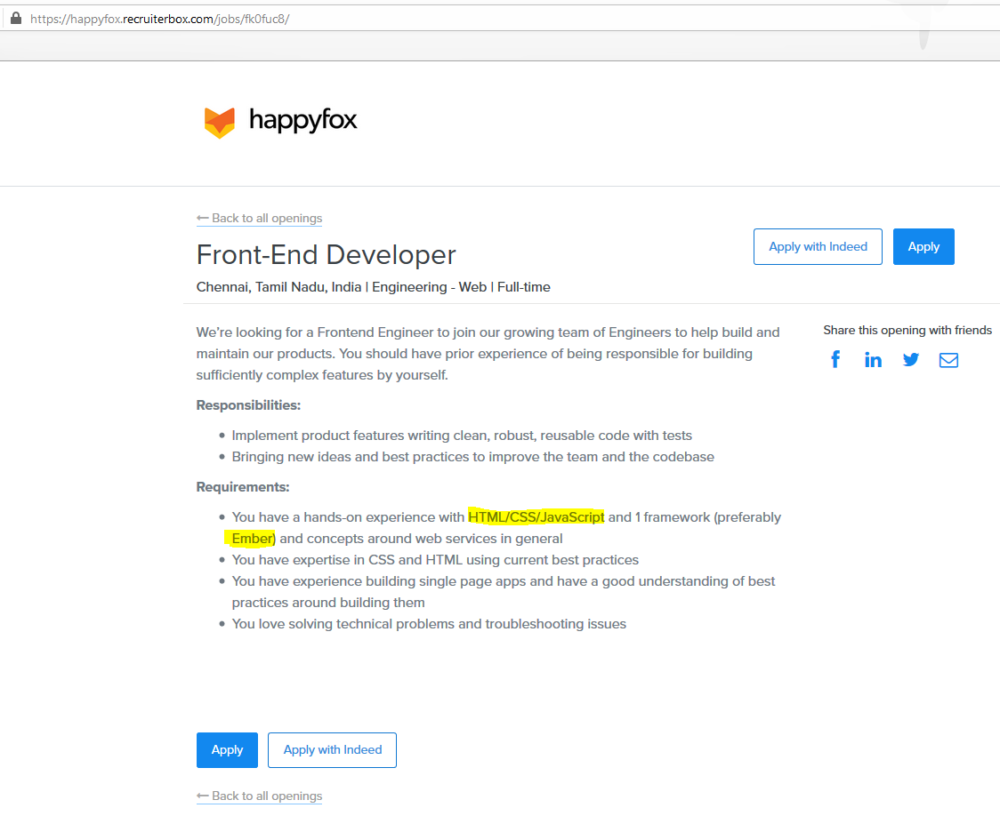 https://happyfox.recruiterbox.com/jobs/fk0fuc8/
happyfox
← Back to all openings
Front-End Developer
Apply with Indeed
Apply
Chennai, Tamil Nadu, India | Engineering - Web | Full-time
We're looking for a Frontend Engineer to join our growing team of Engineers to help build and
maintain our products. You should have prior experience of being responsible for building
sufficiently complex features by yourself.
Share this opening with friends
Responsibilities:
• Implement product features writing clean, robust, reusable code with tests
• Bringing new ideas and best practices to improve the team and the codebase
Requirements:
• You have a hands-on experience with HTML/CSS/JavaScript and 1 framework (preferably
Ember) and concepts around web services in general
• You have expertise in CSS and HTML using current best practices
• You have experience building single page apps and have a good understanding of best
practices around building them
• You love solving technical problems and troubleshooting issues
Apply
Apply with Indeed
← Back to all openings